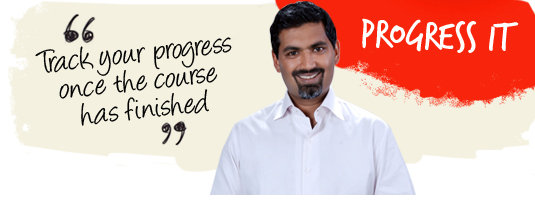 “
Track your progress
once the course
has finished
”
PROGRESS IT